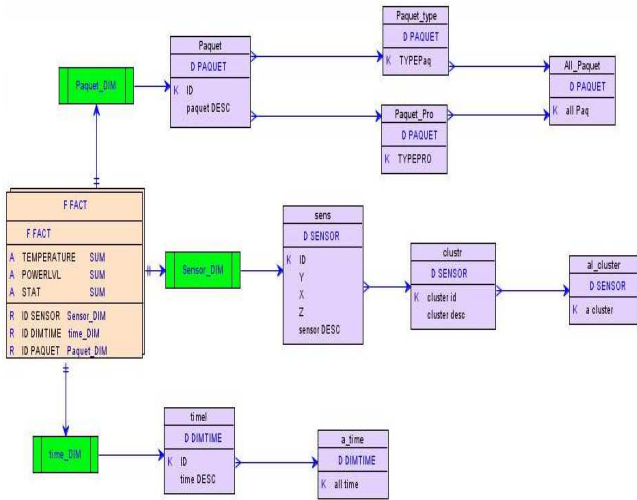 Paquet_type
D PAQUET
K TYPEPaq
Paquet
D PAQUET
K ID
paquet DESC
All_Paquet
D PAQUET
K all Paq
Paquet_DIM
Paquet_Pro
D PAQUET
K TYPEPRO
F FACT
F FACT
A TEMPERATURE SUM
A POWERLVL SUM
A STAT SUM
R ID SENSOR Sensor_DIM
R ID DIMTIME time_DIM
R ID PAQUET Paquet_DIM
Sensor_DIM
sens
D SENSOR
K ID
Y
X
Z
sensor DESC
clustr
D SENSOR
K cluster id
cluster desc
al_cluster
D SENSOR
K a cluster
time_DIM
timel
D DIMTIME
K ID
time DESC
a_time
D DIMTIME
K all time